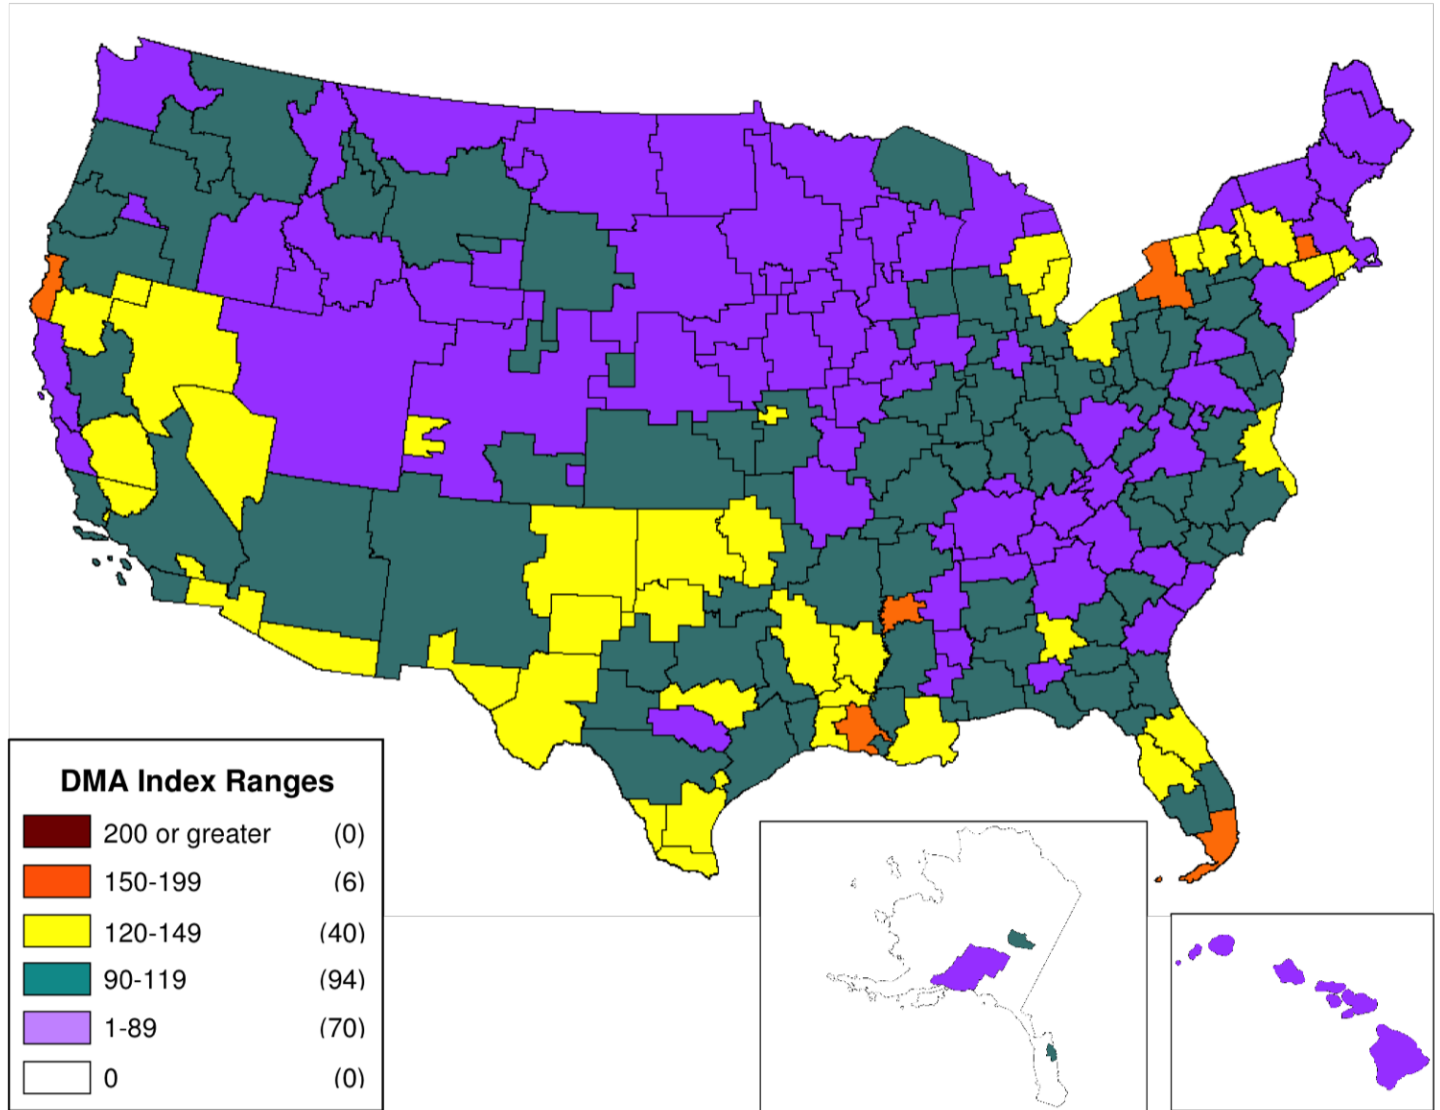 DMA Index Ranges
200 or greater (0)
150-199 (6)
120-149 (40)
90-119 (94)
1-89 (70)
0 (0)